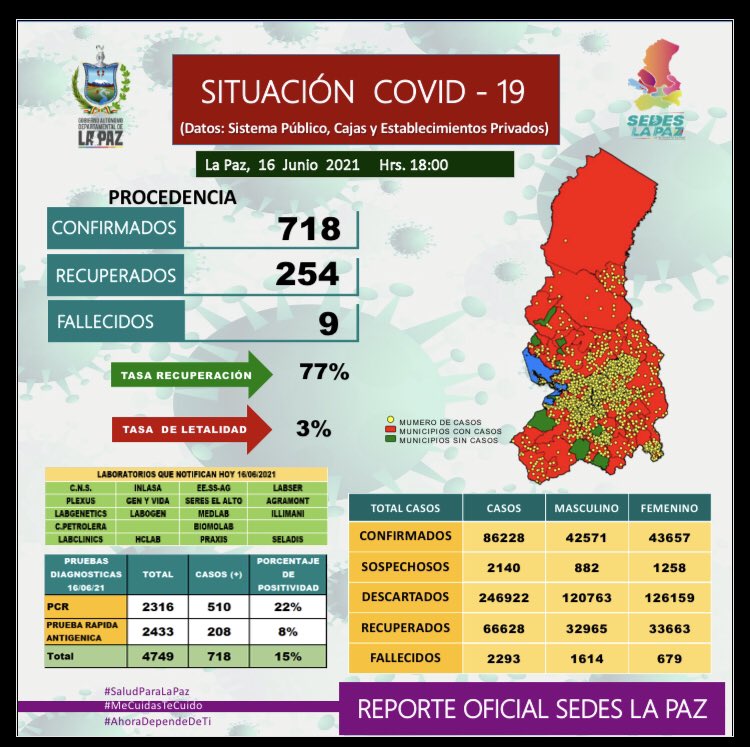 GOBIERNO AUTÓNOMO
DEPARTAMENTAL DE
LA PAZ
SITUACIÓN COVID - 19
(Datos: Sistema Público, Cajas y Establecimientos Privados)
SEDES
LA PAZ
La Paz, 16 Junio 2021 Hrs. 18:00
PROCEDENCIA
CONFIRMADOS 718
RECUPERADOS 254
FALLECIDOS 9
TASA RECUPERACIÓN 77%
TASA DE LETALIDAD 3%
MUMERO DE CASOS
MUNICIPIOS CON CASOS
MUNICIPIOS SIN CASOS
LABORATORIOS QUE NOTIFICAN HOY 16/06/2021
C.N.S. INLASA EE.SS-AG LABSER
PLEXUS GEN Y VIDA SERES EL ALTO AGRAMONT
LABGENETICS LABOGEN MEDLAB ILLIMANI
C.PETROLERA BIOMOLAB
LABCLINICS HCLAB PRAXIS SELADIS
PRUEBAS DIAGNOSTICAS 16/06/21 TOTAL CASOS (+) PORCENTAJE DE POSITIVIDAD
PCR 2316 510 22%
PRUEBA RAPIDA ANTIGENICA 2433 208 8%
Total 4749 718 15%
TOTAL CASOS CASOS MASCULINO FEMENINO
CONFIRMADOS 86228 42571 43657
SOSPECHOSOS 2140 882 1258
DESCARTADOS 246922 120763 126159
RECUPERADOS 66628 32965 33663
FALLECIDOS 2293 1614 679
#SaludParaLaPaz
#MeCuidasTeCuido
#AhoraDependeDeTi
REPORTE OFICIAL SEDES LA PAZ